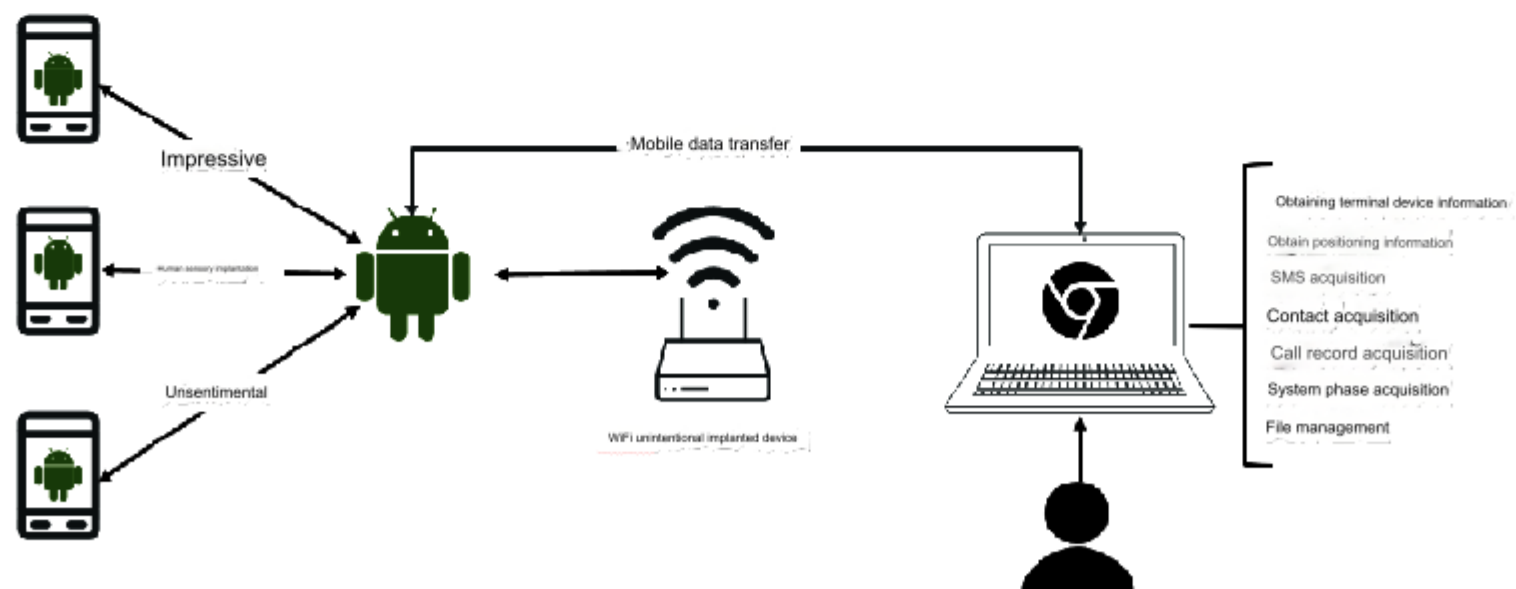 Impressive
Mobile data transfer
Human sensory implantation
Unsentimental
WiFi unintentional implanted device
Obtaining terminal device information
Obtain positioning information
SMS acquisition
Contact acquisition
Call record acquisition
System phase acquisition
File management